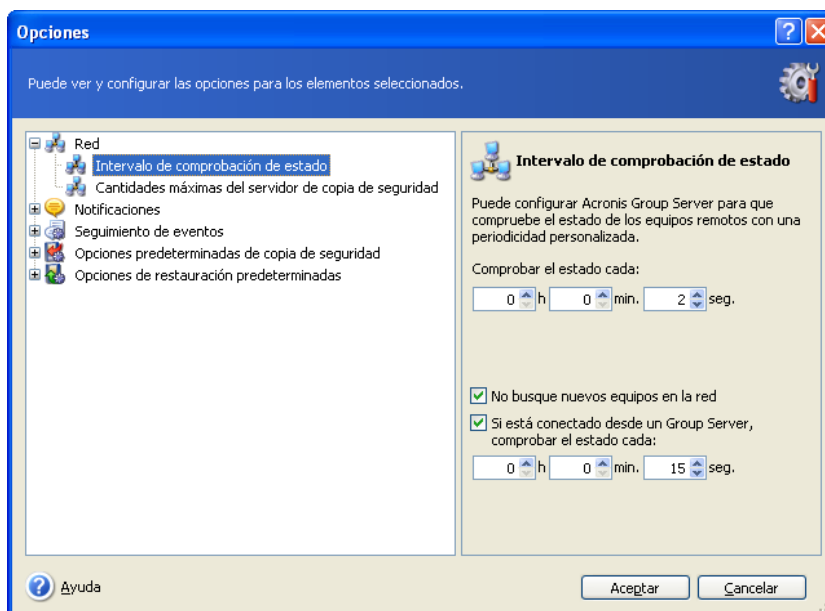 Opciones
Puede ver y configurar las opciones para los elementos seleccionados.
Red
Intervalo de comprobación de estado
Cantidades máximas del servidor de copia de seguridad
Notificaciones
Seguimiento de eventos
Opciones predeterminadas de copia de seguridad
Opciones de restauración predeterminadas
Intervalo de comprobación de estado
Puede configurar Acronis Group Server para que
compruebe el estado de los equipos remotos con una
periodicidad personalizada.
Comprobar el estado cada:
0 h 0 min. 2 seg.
No busque nuevos equipos en la red
Si está conectado desde un Group Server,
comprobar el estado cada:
0 h 0 min. 15 seg.
Ayuda
Aceptar
Cancelar